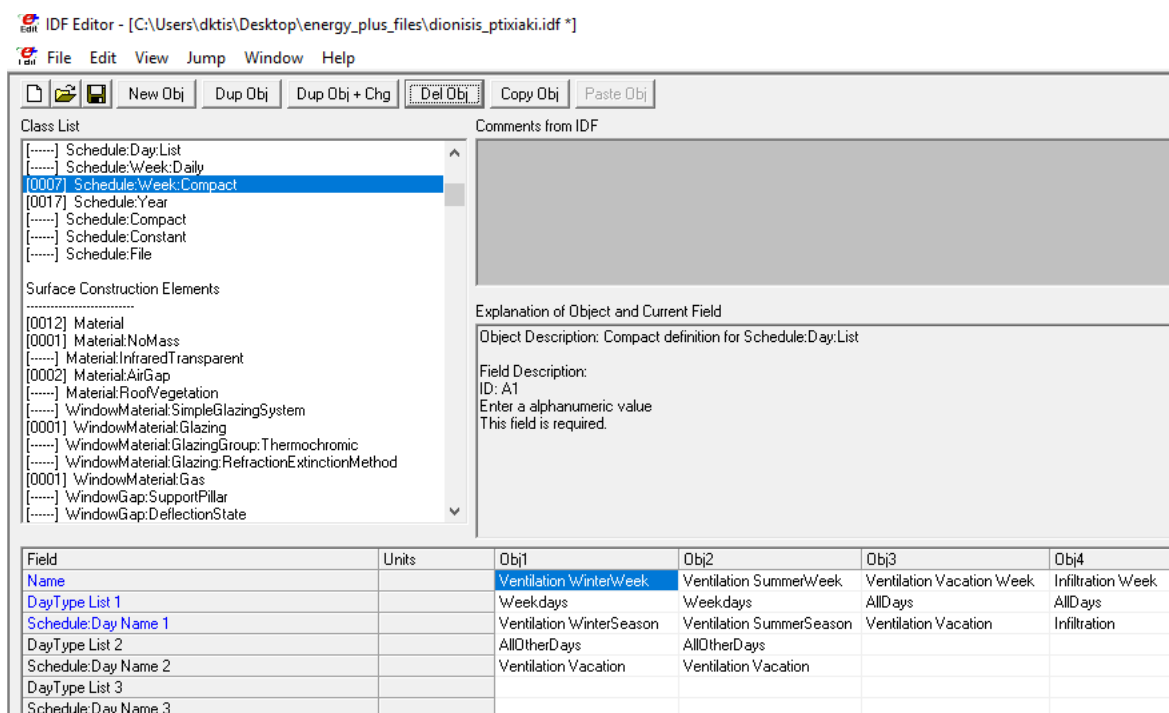 IDF Editor - [C:\Users\dktis\Desktop\energy_plus_files\dionisis_ptixiaki.idf *]
File Edit View Jump Window Help
New Obj Dup Obj Dup Obj + Chg Del Obj Copy Obj Paste Obj
Class List
[------] Schedule:Day:List
[------] Schedule:Week:Daily
[0007] Schedule:Week:Compact
[0017] Schedule:Year
[------] Schedule:Compact
[------] Schedule:Constant
[------] Schedule:File
Surface Construction Elements
--------------------------
[0012] Material
[0001] Material:NoMass
[------] Material:InfraredTransparent
[0002] Material:AirGap
[------] Material:RoofVegetation
[------] WindowMaterial:SimpleGlazingSystem
[0001] WindowMaterial:Glazing
[------] WindowMaterial:GlazingGroup:Thermochromic
[------] WindowMaterial:Glazing:RefractionExtinctionMethod
[0001] WindowMaterial:Gas
[------] WindowGap:SupportPillar
[------] WindowGap:DeflectionState
Comments from IDF
Explanation of Object and Current Field
Object Description: Compact definition for Schedule:Day:List
Field Description:
ID: A1
Enter a alphanumeric value
This field is required.
Field Units Obj1 Obj2 Obj3 Obj4
Name Ventilation WinterWeek Ventilation SummerWeek Ventilation Vacation Week Infiltration Week
DayType List 1 Weekdays Weekdays AllDays AllDays
Schedule:Day Name 1 Ventilation WinterSeason Ventilation SummerSeason Ventilation Vacation Infiltration
DayType List 2 AllOtherDays AllOtherDays
Schedule:Day Name 2 Ventilation Vacation Ventilation Vacation
DayType List 3
Schedule:Day Name 3